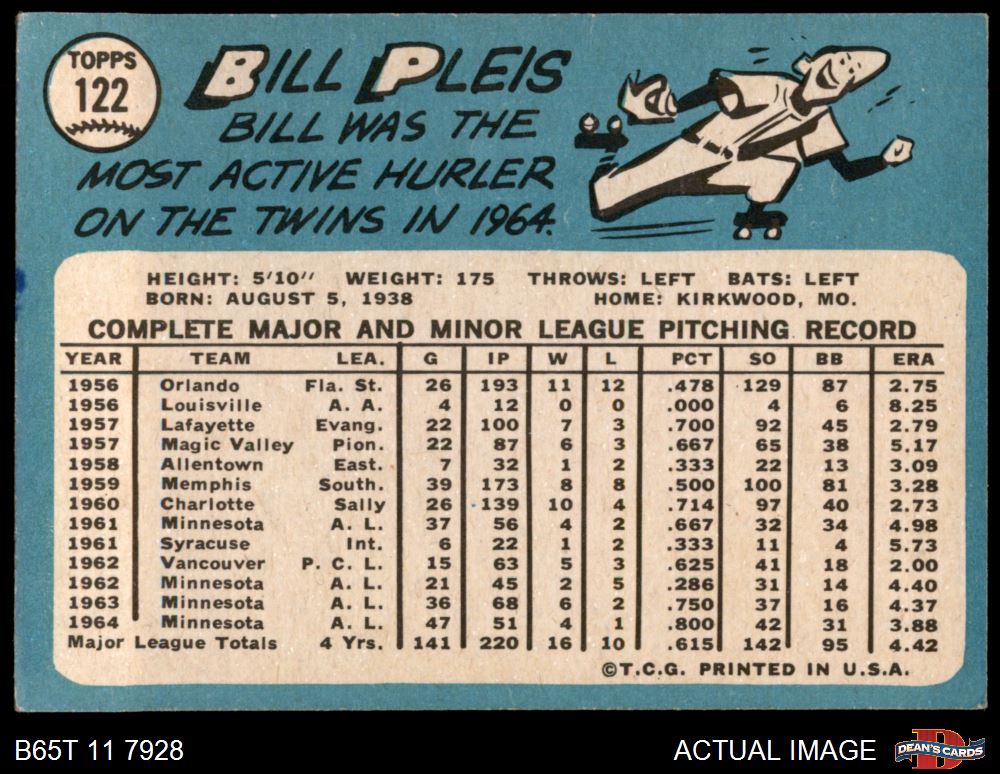 TOPPS
122
BILL PLEIS
BILL WAS THE
MOST ACTIVE HURLER
ON THE TWINS IN 1964.
HEIGHT: 5'10" WEIGHT: 175 THROWS: LEFT BATS: LEFT
BORN: AUGUST 5, 1938 HOME: KIRKWOOD, MO.
COMPLETE MAJOR AND MINOR LEAGUE PITCHING RECORD
YEAR TEAM LEA. G IP W L PCT SO BB ERA
1956 Orlando Fla. St. 26 193 11 12 .478 129 87 2.75
1956 Louisville A. A. 4 12 0 0 .000 4 6 8.25
1957 Lafayette Evang. 22 100 7 3 .700 92 45 2.79
1957 Magic Valley Pion. 22 87 6 3 .667 65 38 5.17
1958 Allentown East. 7 32 1 2 .333 22 13 3.09
1959 Memphis South. 39 173 8 8 .500 100 81 3.28
1960 Charlotte Sally 26 139 10 4 .714 97 40 2.73
1961 Minnesota A. L. 37 56 4 2 .667 32 34 4.98
1961 Syracuse Int. 6 22 1 2 .333 11 4 5.73
1962 Vancouver P. C. L. 15 63 5 3 .625 41 18 2.00
1962 Minnesota A. L. 21 45 2 5 .286 31 14 4.40
1963 Minnesota A. L. 36 68 6 2 .750 37 16 4.37
1964 Minnesota A. L. 47 51 4 1 .800 42 31 3.88
Major League Totals 4 Yrs. 141 220 16 10 .615 142 95 4.42
©T.C.G. PRINTED IN U.S.A.
B65T 11 7928 ACTUAL IMAGE
D
DEAN'S CARDS